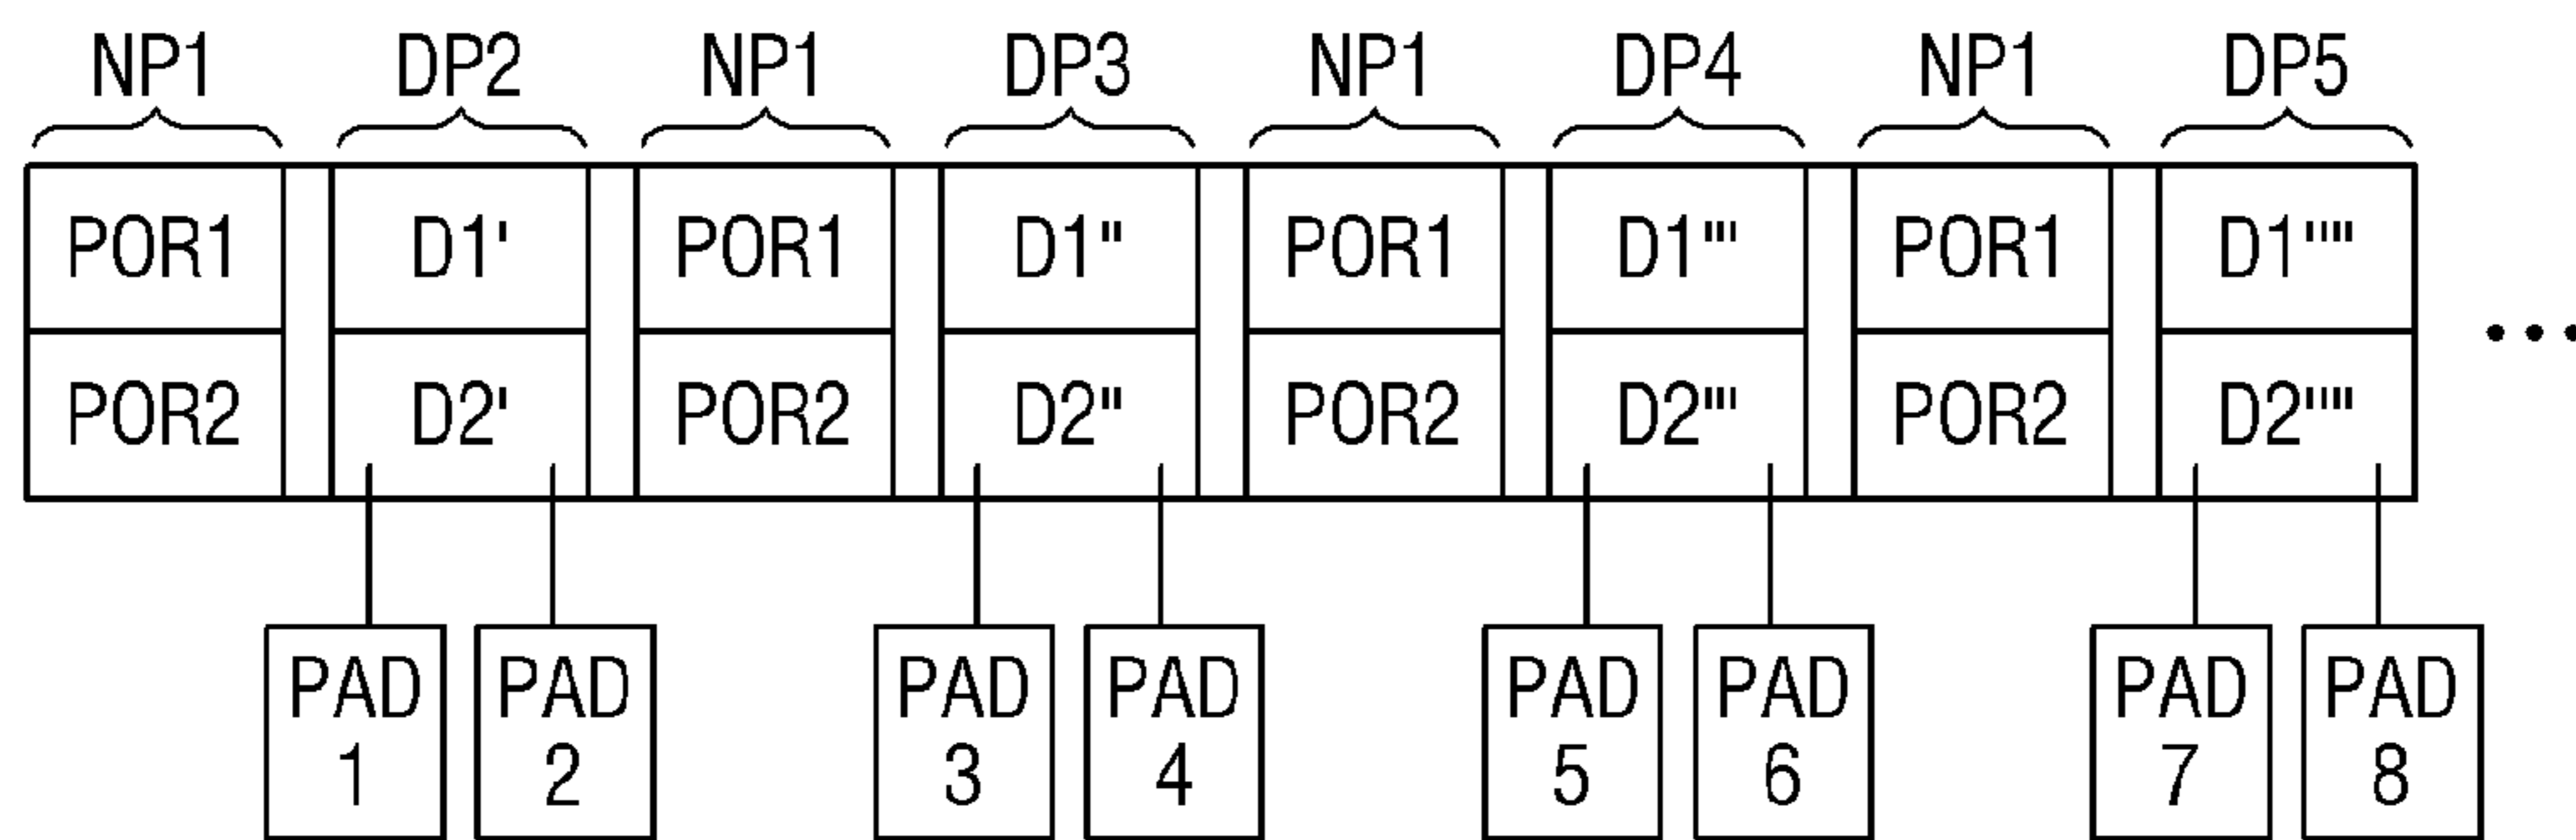 NP1 DP2 NP1 DP3 NP1 DP4 NP1 DP5
POR1 D1' POR1 D1" POR1 D1"' POR1 D1""
POR2 D2' POR2 D2" POR2 D2"' POR2 D2""
•••
PAD PAD PAD PAD PAD PAD PAD PAD
1 2 3 4 5 6 7 8